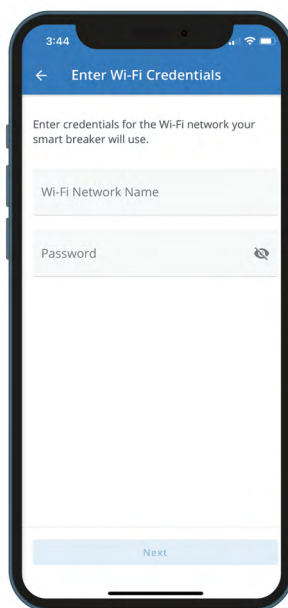 3:44
Enter Wi-Fi Credentials
Enter credentials for the Wi-Fi network your
smart breaker will use.
Wi-Fi Network Name
Password
Next